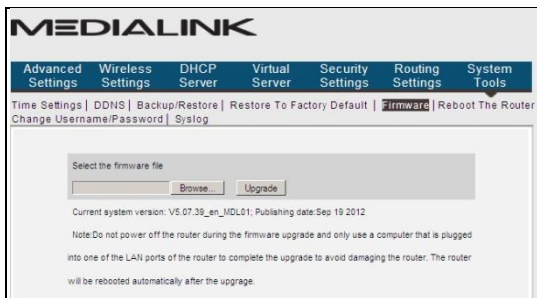 MEDIALINK
Advanced Settings Wireless Settings DHCP Server Virtual Server Security Settings Routing Settings System Tools
Time Settings | DDNS | Backup/Restore | Restore To Factory Default | Firmware | Reboot The Router
Change Username/Password | Syslog
Select the firmware file
Browse... Upgrade
Current system version: V5.07.39_en_MDL01; Publishing date:Sep 19 2012
Note:Do not power off the router during the firmware upgrade and only use a computer that is plugged
into one of the LAN ports of the router to complete the upgrade to avoid damaging the router. The router
will be rebooted automatically after the upgrage.